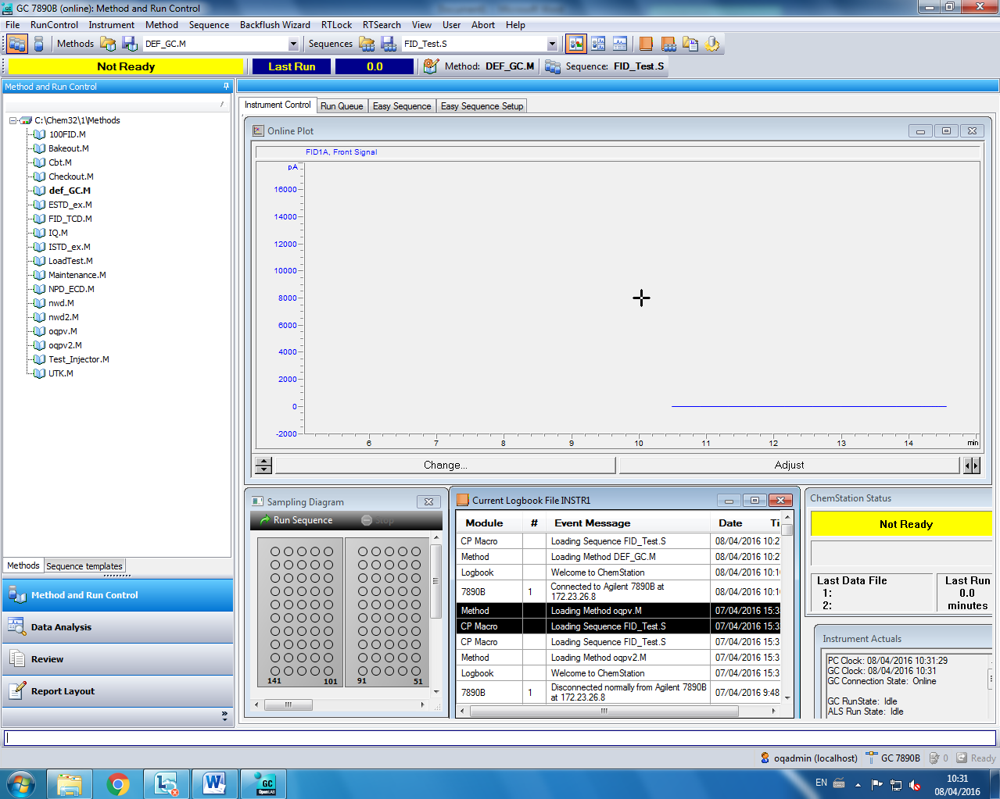 GC 7890B (online): Method and Run Control
File RunControl Instrument Method Sequence Backflush Wizard RTLock RTSearch View User Abort Help
Methods DEF_GC.M Sequences FID_Test.S
Not Ready Last Run 0.0 Method: DEF_GC.M Sequence: FID_Test.S
Method and Run Control
C:\Chem32\1\Methods
100FID.M
Bakeout.M
Cbt.M
Checkout.M
def_GC.M
ESTD_ex.M
FID_TCD.M
IQ.M
ISTD_ex.M
LoadTest.M
Maintenance.M
NPD_ECD.M
nwd.M
nwd2.M
oqpv.M
oqpv2.M
Test_Injector.M
UTK.M
Methods Sequence templates
Method and Run Control
Data Analysis
Review
Report Layout
Instrument Control Run Queue Easy Sequence Easy Sequence Setup
Online Plot
FID1A, Front Signal
pA
16000
14000
12000
10000
8000
6000
4000
2000
0
-2000
6 7 8 9 10 11 12 13 14 min
Change... Adjust
Sampling Diagram
Run Sequence Stop
141 101 91 51
Current Logbook File INSTR1
Module # Event Message Date Ti
CP Macro Loading Sequence FID_Test.S 08/04/2016 10:2
Method Loading Method DEF_GC.M 08/04/2016 10:2
Logbook Welcome to ChemStation 08/04/2016 10:1
7890B 1 Connected to Agilent 7890B at 172.23.26.8 08/04/2016 10:1
Method Loading Method oqpv.M 07/04/2016 15:3
CP Macro Loading Sequence FID_Test.S 07/04/2016 15:3
CP Macro Loading Sequence FID_Test.S 07/04/2016 15:3
Method Loading Method oqpv2.M 07/04/2016 15:3
Logbook Welcome to ChemStation 07/04/2016 15:3
7890B 1 Disconnected normally from Agilent 7890B at 172.23.26.8 07/04/2016 9:48
ChemStation Status
Not Ready
Last Data File
1:
2:
Last Run
0.0
minutes
Instrument Actuals
PC Clock: 08/04/2016 10:31:29
GC Clock: 08/04/2016 10:31
GC Connection State: Online
GC RunState: Idle
ALS Run State: Idle
oqadmin (localhost) GC 7890B 0 Ready
W GC OpenLAB EN 10:31
08/04/2016